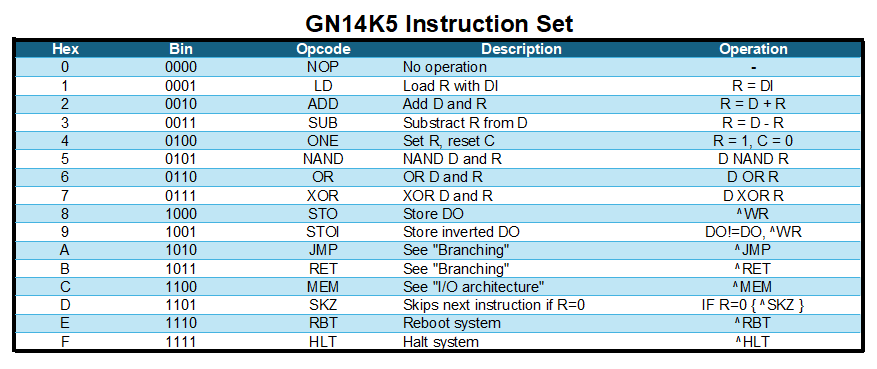 GN14K5 Instruction Set
Hex Bin Opcode Description Operation
0 0000 NOP No operation -
1 0001 LD Load R with DI R = DI
2 0010 ADD Add D and R R = D + R
3 0011 SUB Substract R from D R = D - R
4 0100 ONE Set R, reset C R = 1, C = 0
5 0101 NAND NAND D and R D NAND R
6 0110 OR OR D and R D OR R
7 0111 XOR XOR D and R D XOR R
8 1000 STO Store DO ^WR
9 1001 STOI Store inverted DO DO!=DO, ^WR
A 1010 JMP See "Branching" ^JMP
B 1011 RET See "Branching" ^RET
C 1100 MEM See "I/O architecture" ^MEM
D 1101 SKZ Skips next instruction if R=0 IF R=0 { ^SKZ }
E 1110 RBT Reboot system ^RBT
F 1111 HLT Halt system ^HLT